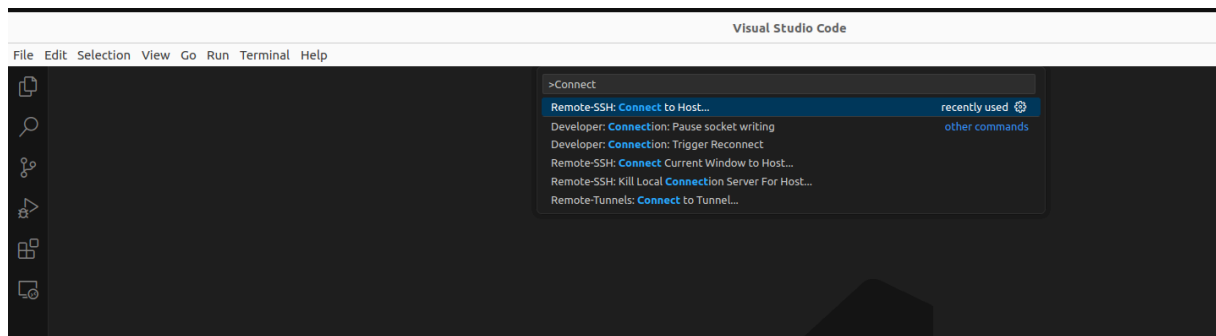 Visual Studio Code
File Edit Selection View Go Run Terminal Help
>Connect
Remote-SSH: Connect to Host... recently used
Developer: Connection: Pause socket writing other commands
Developer: Connection: Trigger Reconnect
Remote-SSH: Connect Current Window to Host...
Remote-SSH: Kill Local Connection Server For Host...
Remote-Tunnels: Connect to Tunnel...